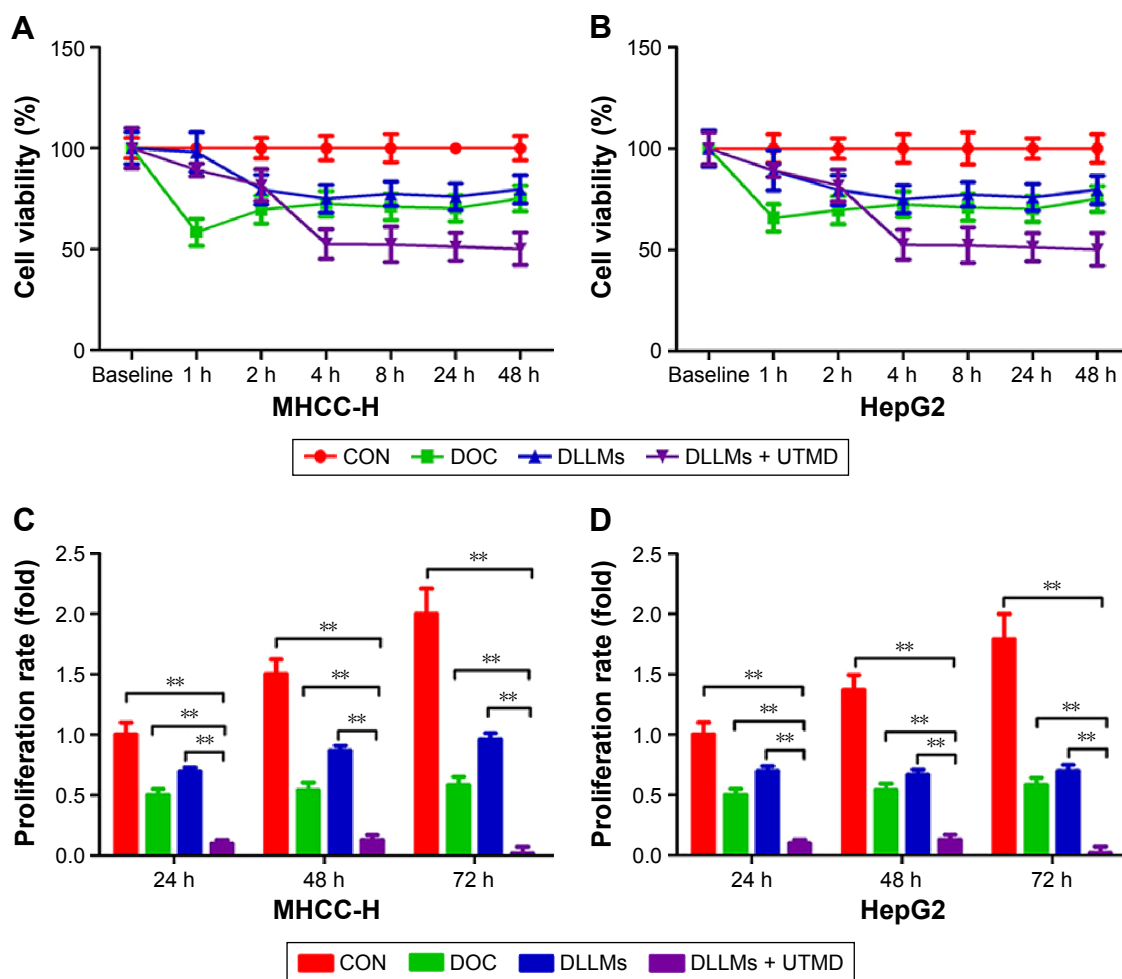 A
Cell viability (%)
150
100
50
0
Baseline 1 h 2 h 4 h 8 h 24 h 48 h
MHCC-H
B
Cell viability (%)
150
100
50
0
Baseline 1 h 2 h 4 h 8 h 24 h 48 h
HepG2
CON DOC DLLMs DLLMs + UTMD
C
Proliferation rate (fold)
2.5
2.0
1.5
1.0
0.5
0.0
** ** **
** ** **
** ** **
24 h 48 h 72 h
MHCC-H
D
Proliferation rate (fold)
2.5
2.0
1.5
1.0
0.5
0.0
** ** **
** ** **
** ** **
24 h 48 h 72 h
HepG2
CON DOC DLLMs DLLMs + UTMD